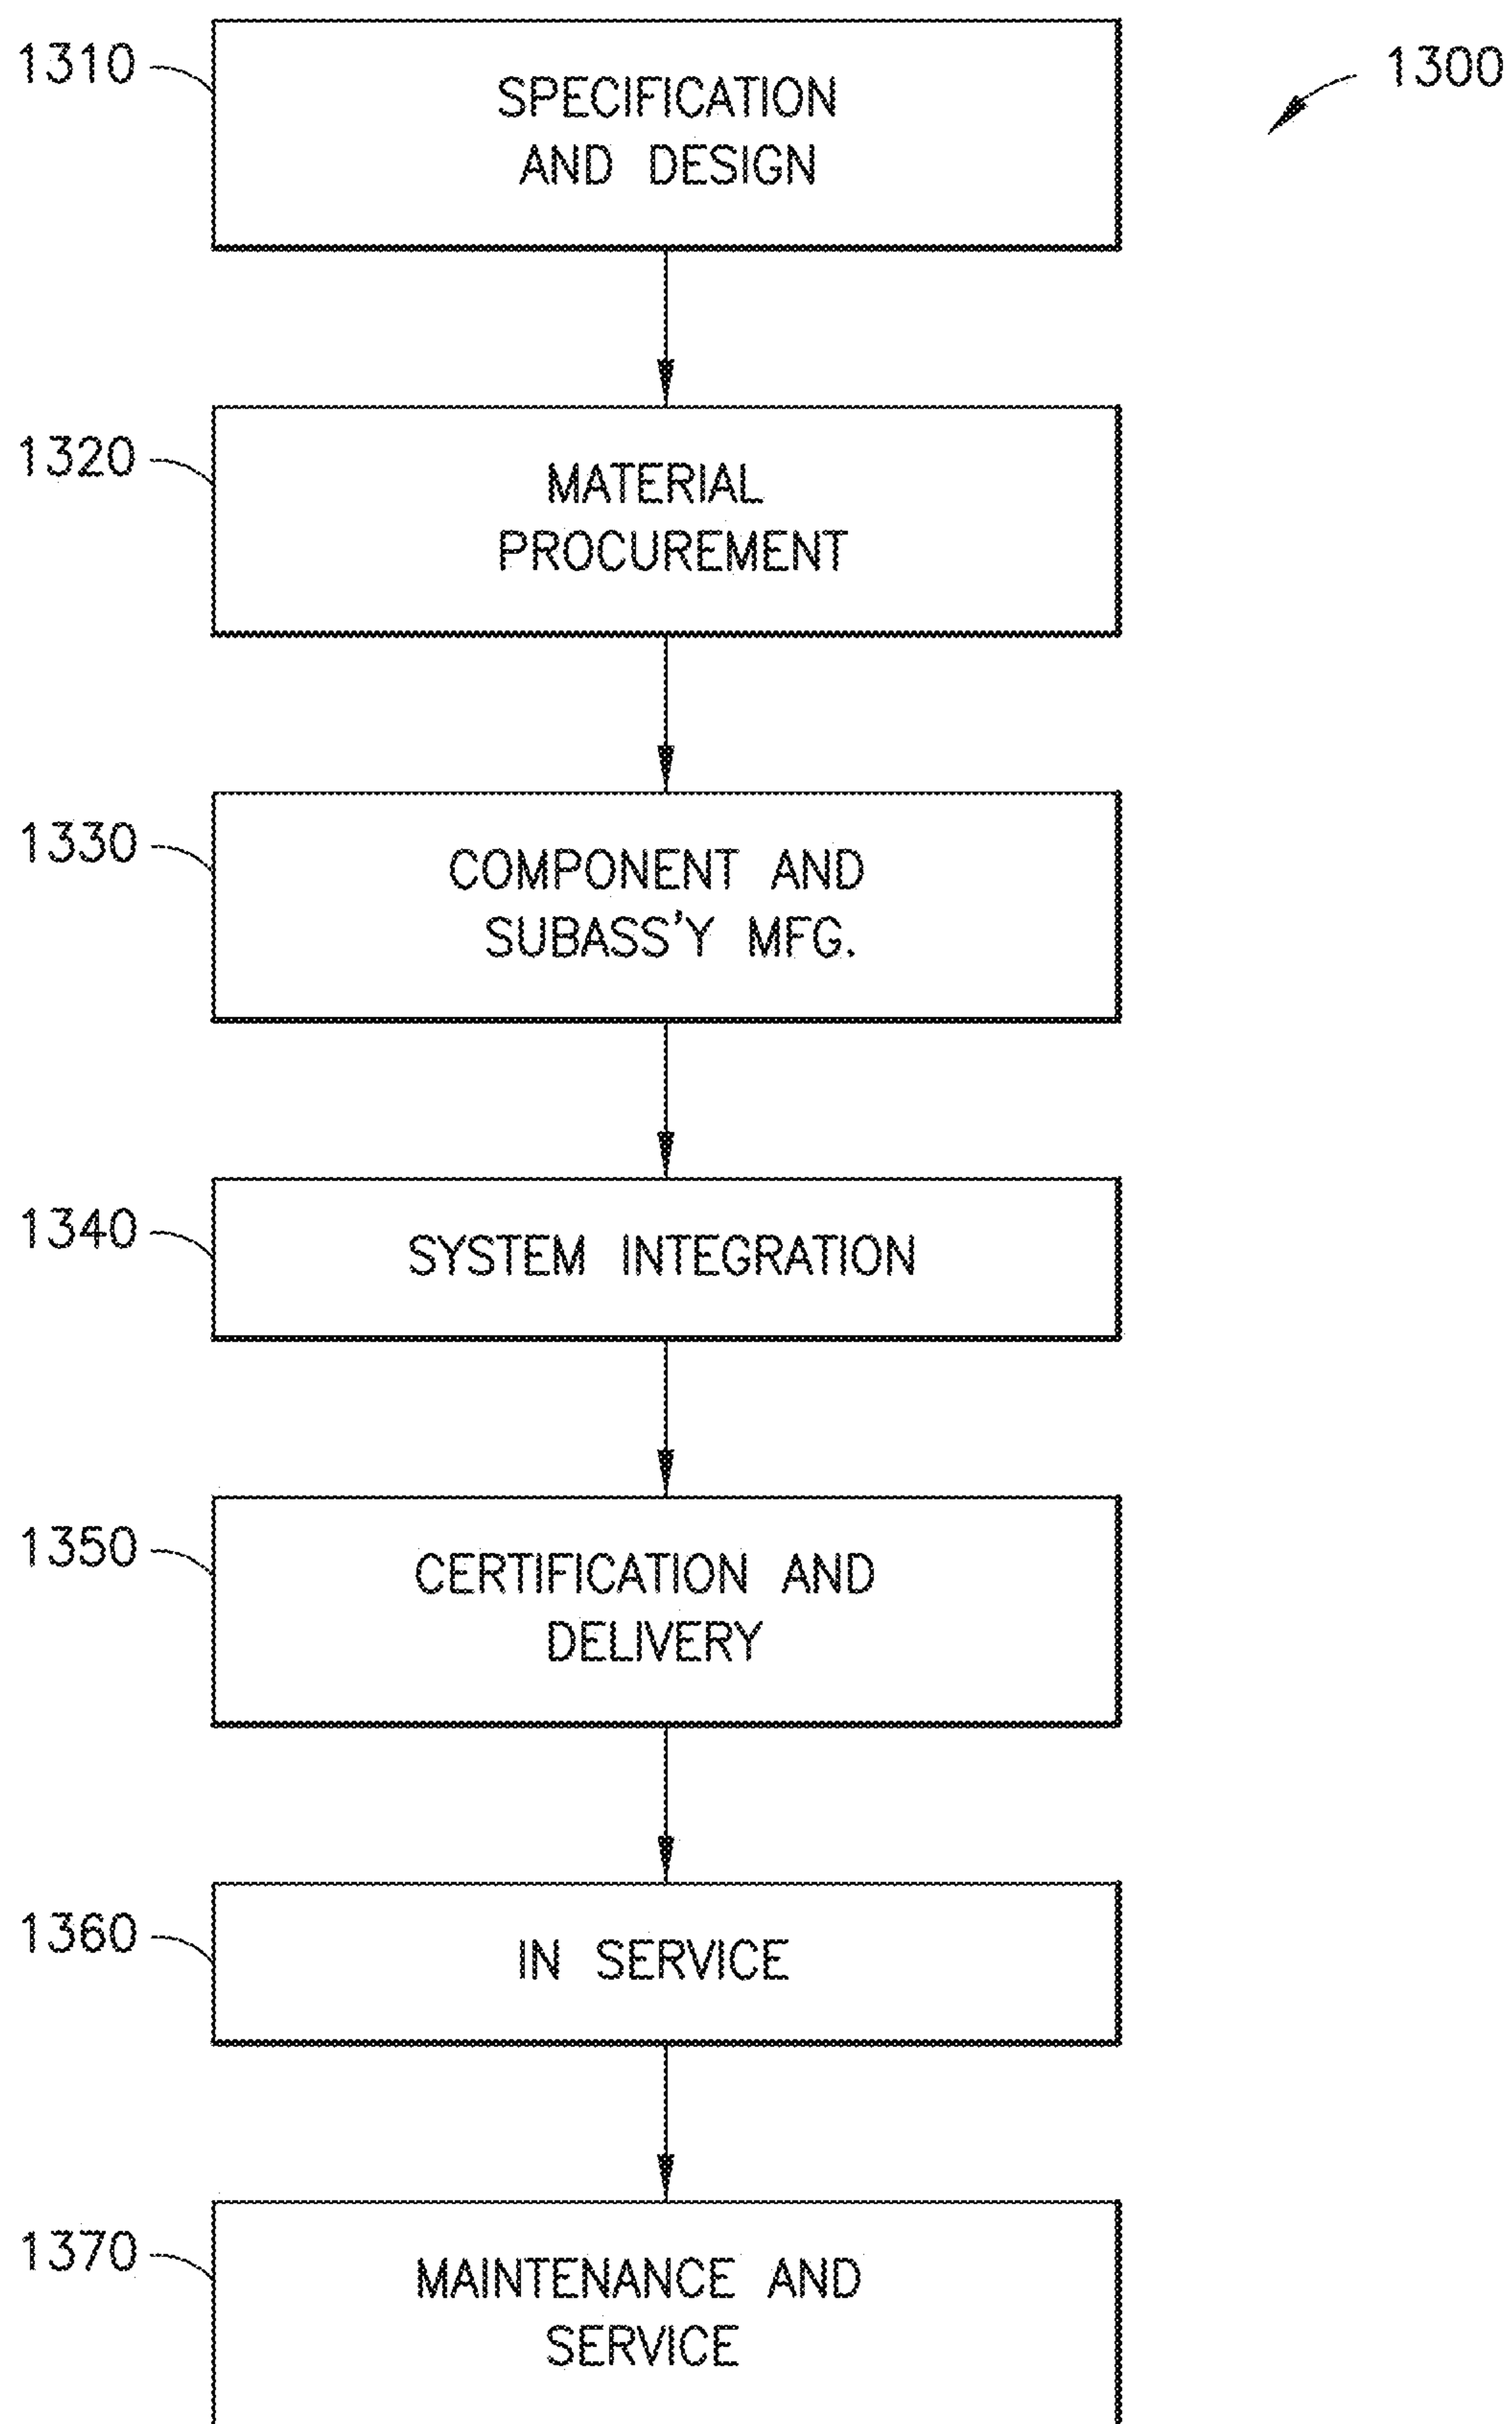 1300
1310
SPECIFICATION
AND DESIGN
1320
MATERIAL
PROCUREMENT
1330
COMPONENT AND
SUBASS'Y MFG.
1340
SYSTEM INTEGRATION
1350
CERTIFICATION AND
DELIVERY
1360
IN SERVICE
1370
MAINTENANCE AND
SERVICE